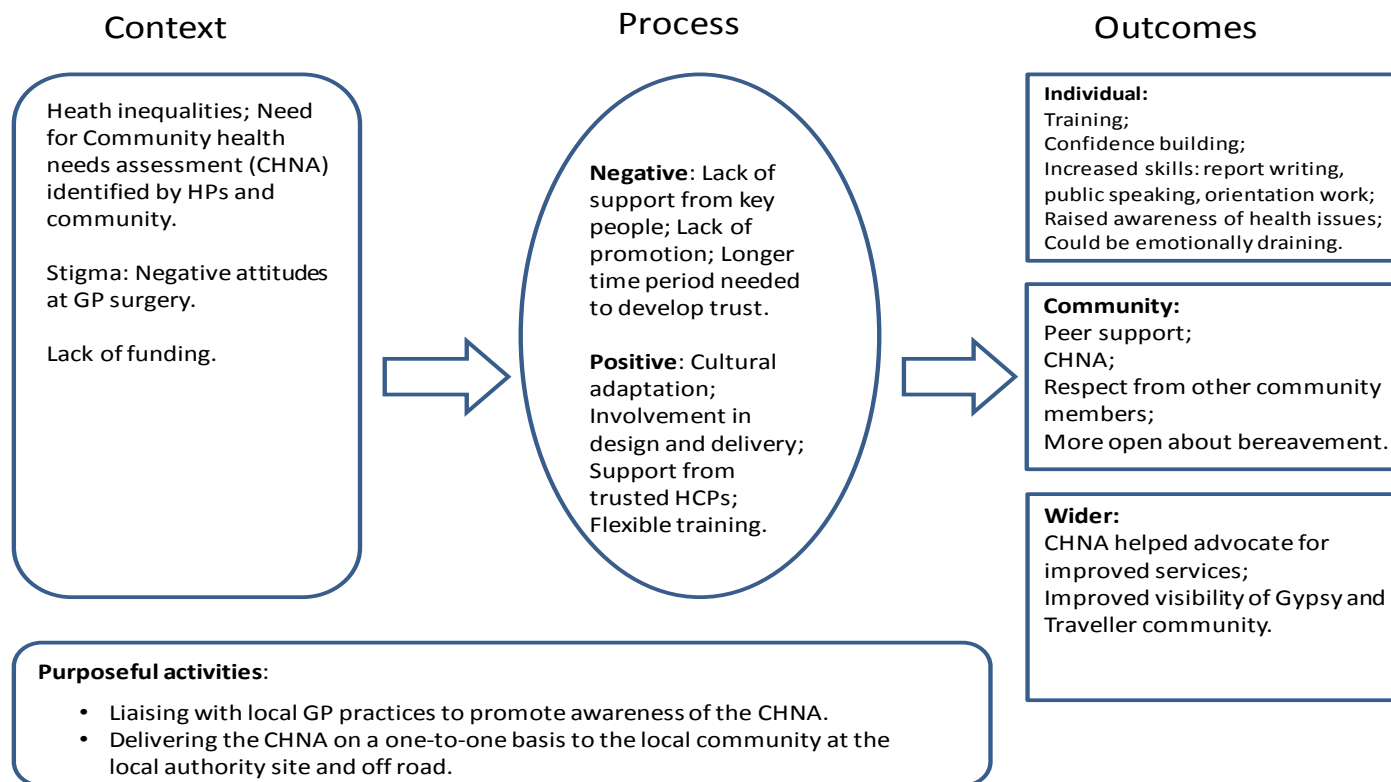 Context
Process
Outcomes
Heath inequalities; Need
for Community health
needs assessment (CHNA)
identified by HPs and
community.
Stigma: Negative attitudes
at GP surgery.
Lack of funding.
Negative: Lack of
support from key
people; Lack of
promotion; Longer
time period needed
to develop trust.
Positive: Cultural
adaptation;
Involvement in
design and delivery;
Support from
trusted HCPs;
Flexible training.
Individual:
Training;
Confidence building;
Increased skills: report writing,
public speaking, orientation work;
Raised awareness of health issues;
Could be emotionally draining.
Community:
Peer support;
CHNA;
Respect from other community
members;
More open about bereavement.
Wider:
CHNA helped advocate for
improved services;
Improved visibility of Gypsy and
Traveller community.
Purposeful activities:
• Liaising with local GP practices to promote awareness of the CHNA.
• Delivering the CHNA on a one-to-one basis to the local community at the
local authority site and off road.